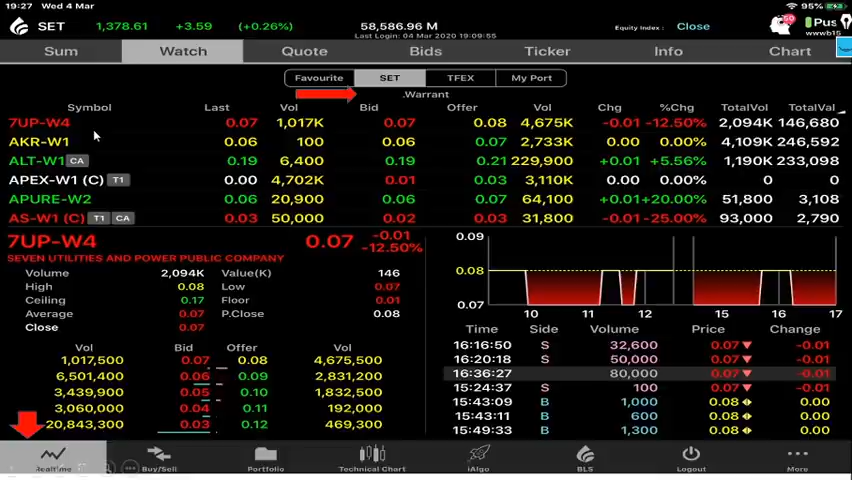 19:27 Wed 4 Mar 95%
SET 1,378.61 +3.59 58,586.96 M Equity Index : Close
(+0.26%) Last Login: 04 Mar 2020 19:09:55
Sum Watch Quote Bids Ticker Info Chart
Favourite SET TFEX My Port
.Warrant
Symbol Last Vol Bid Offer Vol Chg %Chg TotalVol TotalVal
7UP-W4 0.07 1,017K 0.07 0.08 4,675K -0.01 -12.50% 2,094K 146,680
AKR-W1 0.06 100 0.06 0.07 2,733K 0.00 0.00 4,109K 246,592
ALT-W1 CA 0.19 6,400 0.19 0.21 229,900 +0.01 +5.56% 1,190K 233,098
APEX-W1 (C) T1 0.00 4,702K 0.01 0.03 3,110K 0.00 0.00 0 0
APURE-W2 0.06 20,900 0.06 0.07 64,100 +0.01 +20.00% 51,800 3,108
AS-W1 (C) T1 CA 0.03 50,000 0.02 0.03 31,800 -0.01 -25.00% 93,000 2,790
7UP-W4 0.07 -0.01
-12.50%
SEVEN UTILITIES AND POWER PUBLIC COMPANY
Volume 2,094K Value(K) 146
High 0.08 Low 0.07
Ceiling 0.17 Floor 0.01
Average 0.07 P.Close 0.08
Close 0.07
Vol Bid Offer Vol
1,017,500 0.07 0.08 4,675,500
6,501,400 0.06 0.09 2,831,200
3,439,900 0.05 0.10 1,832,500
3,060,000 0.04 0.11 192,000
20,843,300 0.03 0.12 469,300
0.09
0.08
0.07
10 11 12 15 16 17
Time Side Volume Price Change
16:16:50 S 32,600 0.07 -0.01
16:20:18 S 50,000 0.07 -0.01
16:36:27 80,000 0.07 -0.01
15:24:37 S 100 0.07 -0.01
15:43:09 B 1,000 0.08 0.00
15:43:11 B 600 0.08 0.00
15:49:33 B 1,300 0.08 0.00
Realtime Buy/Sell Portfolio Technical Chart iAlgo BLS Logout More